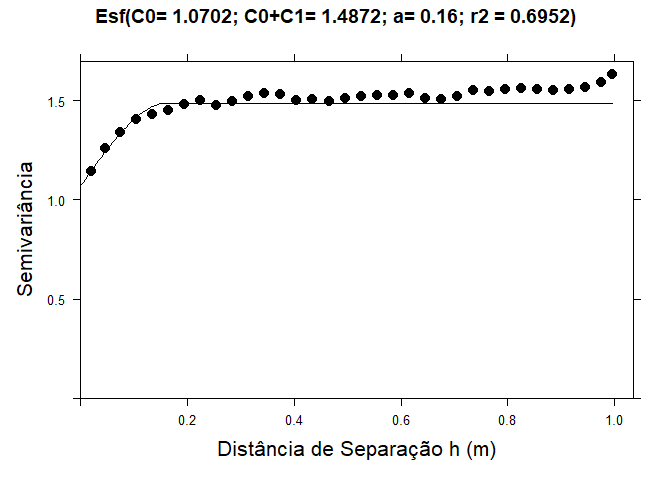 Esf(C0= 1.0702; C0+C1= 1.4872; a= 0.16; r2 = 0.6952)
1.5
1.0
0.5
Semivariância
0.2 0.4 0.6 0.8 1.0
Distância de Separação h (m)